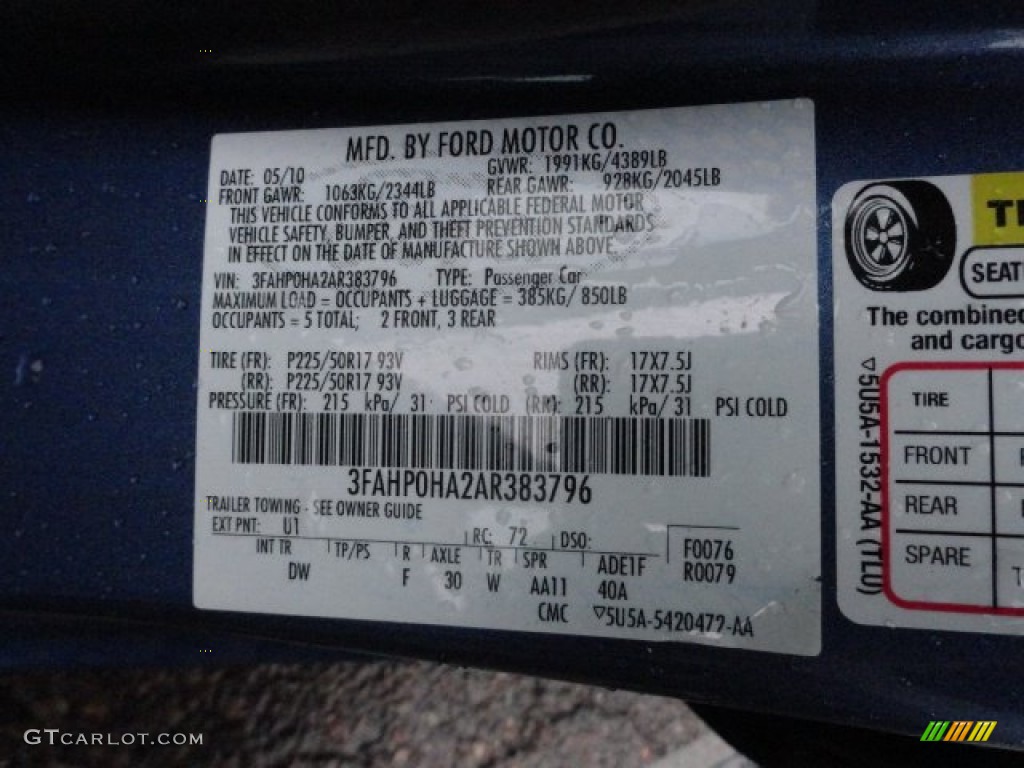 MFD. BY FORD MOTOR CO.
DATE: 05/10 GVWR: 1991KG/4389LB
FRONT GAWR: 1063KG/2344LB REAR GAWR: 928KG/2045LB
THIS VEHICLE CONFORMS TO ALL APPLICABLE FEDERAL MOTOR
VEHICLE SAFETY, BUMPER, AND THEFT PREVENTION STANDARDS
IN EFFECT ON THE DATE OF MANUFACTURE SHOWN ABOVE.
VIN: 3FAHP0HA2AR383796 TYPE: Passenger Car
MAXIMUM LOAD = OCCUPANTS + LUGGAGE = 385KG/ 850LB
OCCUPANTS = 5 TOTAL; 2 FRONT, 3 REAR
TIRE (FR): P225/50R17 93V RIMS (FR): 17X7.5J
(RR): P225/50R17 93V (RR): 17X7.5J
PRESSURE (FR): 215 kPa/ 31 PSI COLD (RR): 215 kPa/ 31 PSI COLD
3FAHP0HA2AR383796
TRAILER TOWING - SEE OWNER GUIDE
EXT PNT: U1 RC: 72 DSO:
INT TR TP/PS R AXLE TR SPR ADE1F F0076
DW F 30 W AA11 40A R0079
CMC ▽5U5A-5420472-AA
SEAT
The combined
and cargo
▽5U5A-1532-AA (TL0)
TIRE
FRONT
REAR
SPARE
GTCARLOT.COM